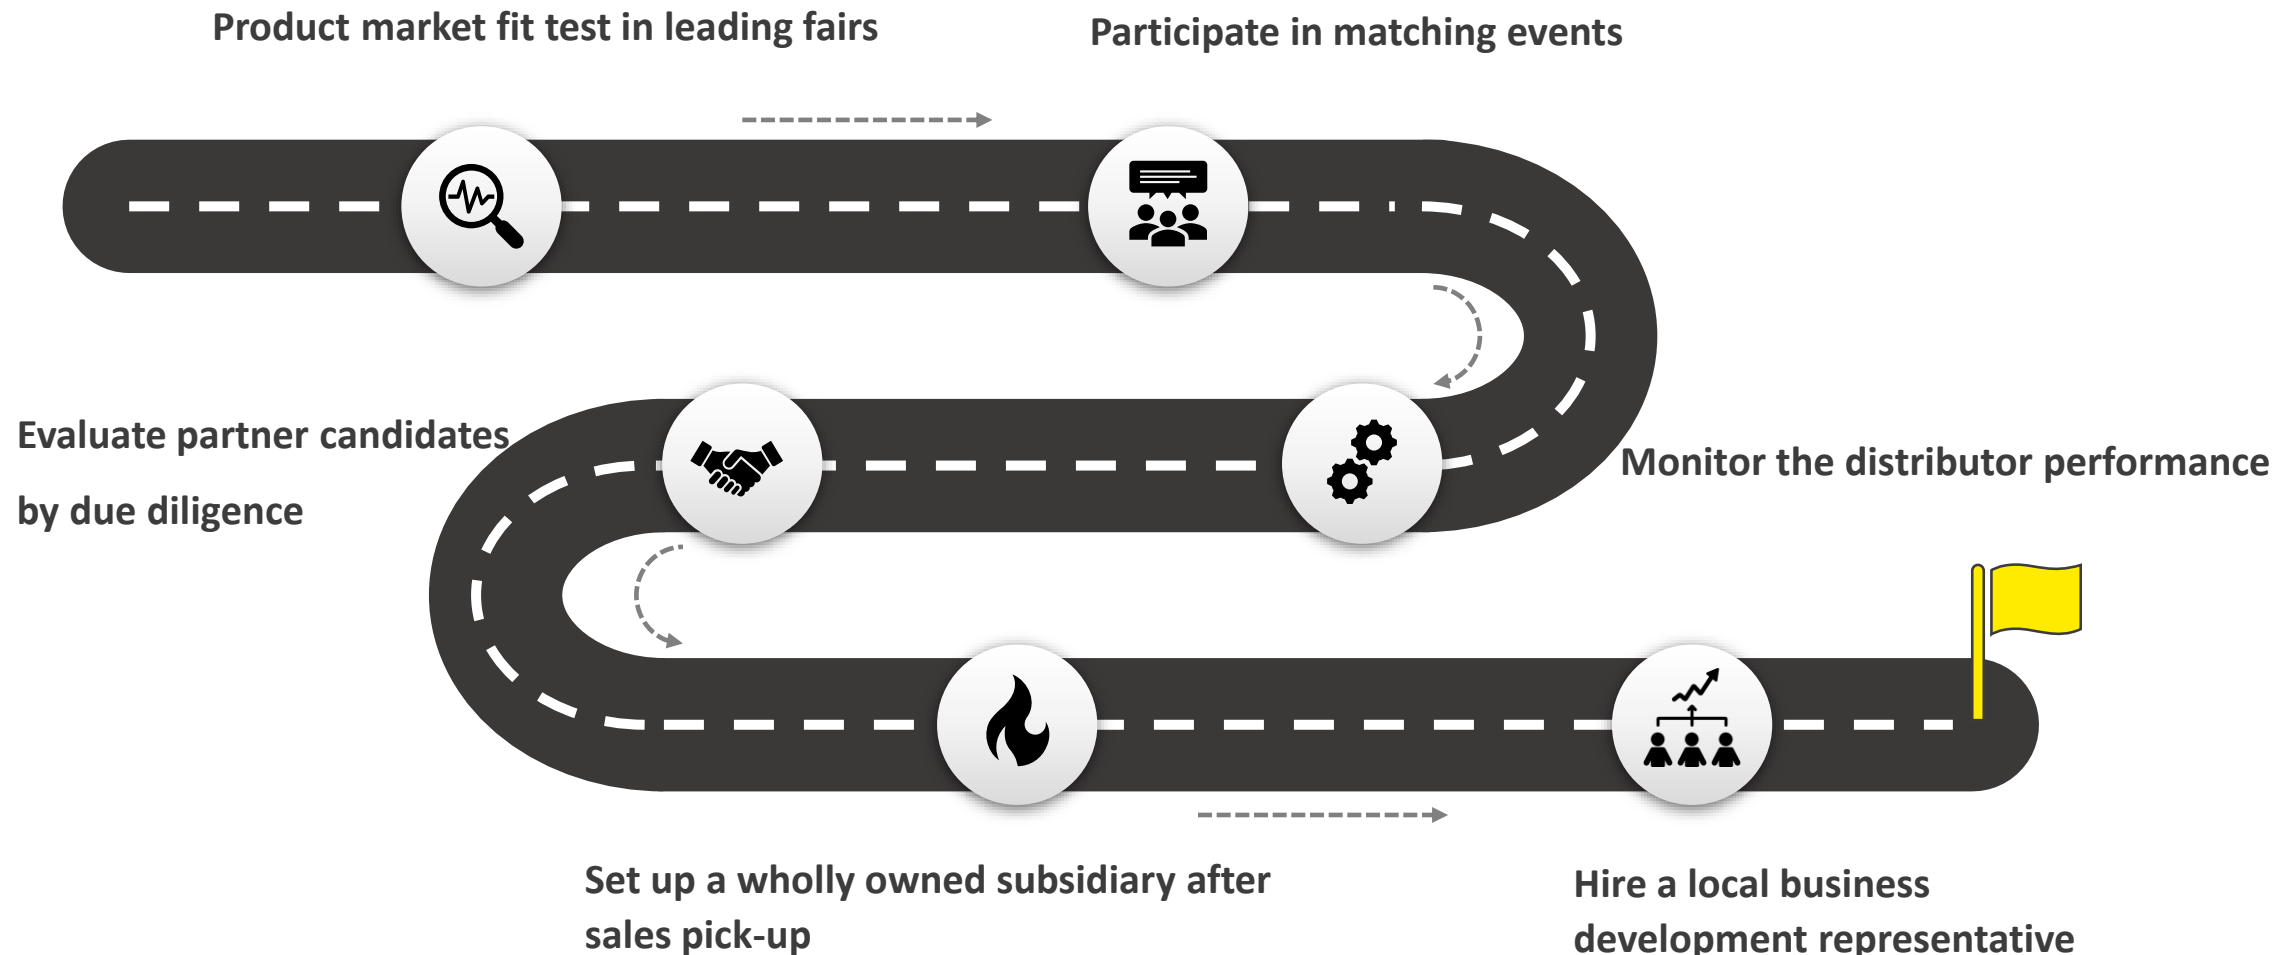 Product market fit test in leading fairs
Participate in matching events
Evaluate partner candidates
by due diligence
Monitor the distributor performance
Set up a wholly owned subsidiary after
sales pick-up
Hire a local business
development representative